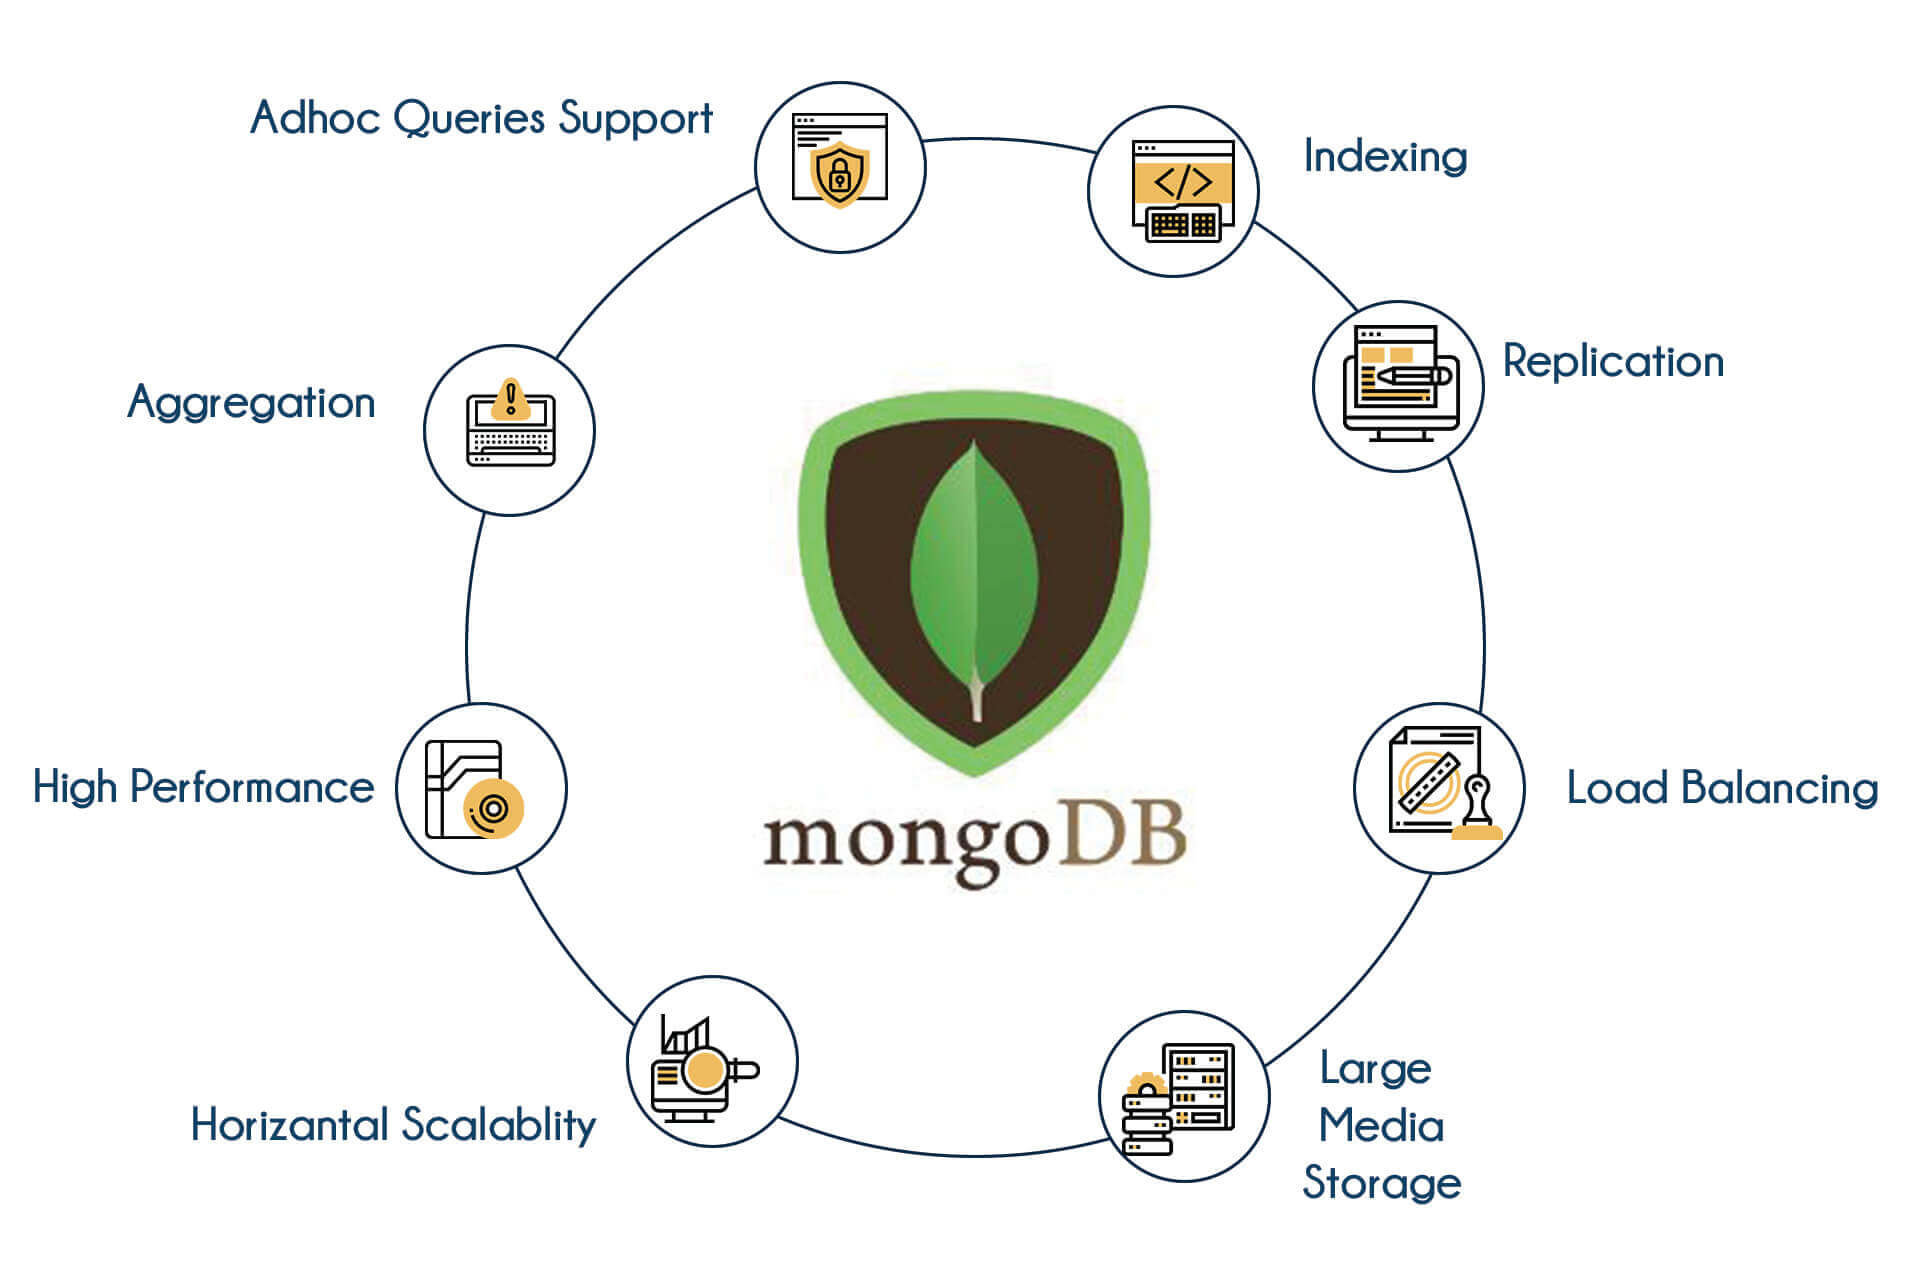 Adhoc Queries Support
Indexing
Replication
Aggregation
Load Balancing
High Performance
mongoDB
Large
Media
Storage
Horizantal Scalablity